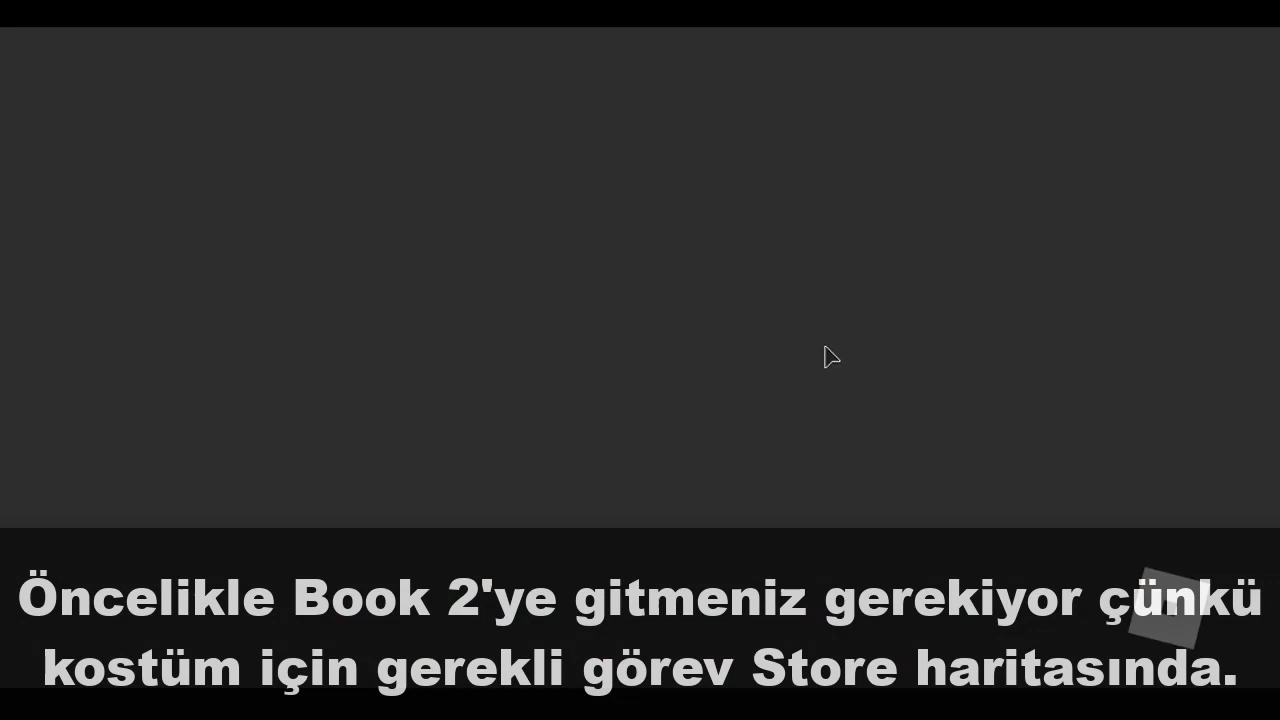 Öncelikle Book 2'ye gitmeniz gerekiyor çünkü
kostüm için gerekli görev Store haritasında.